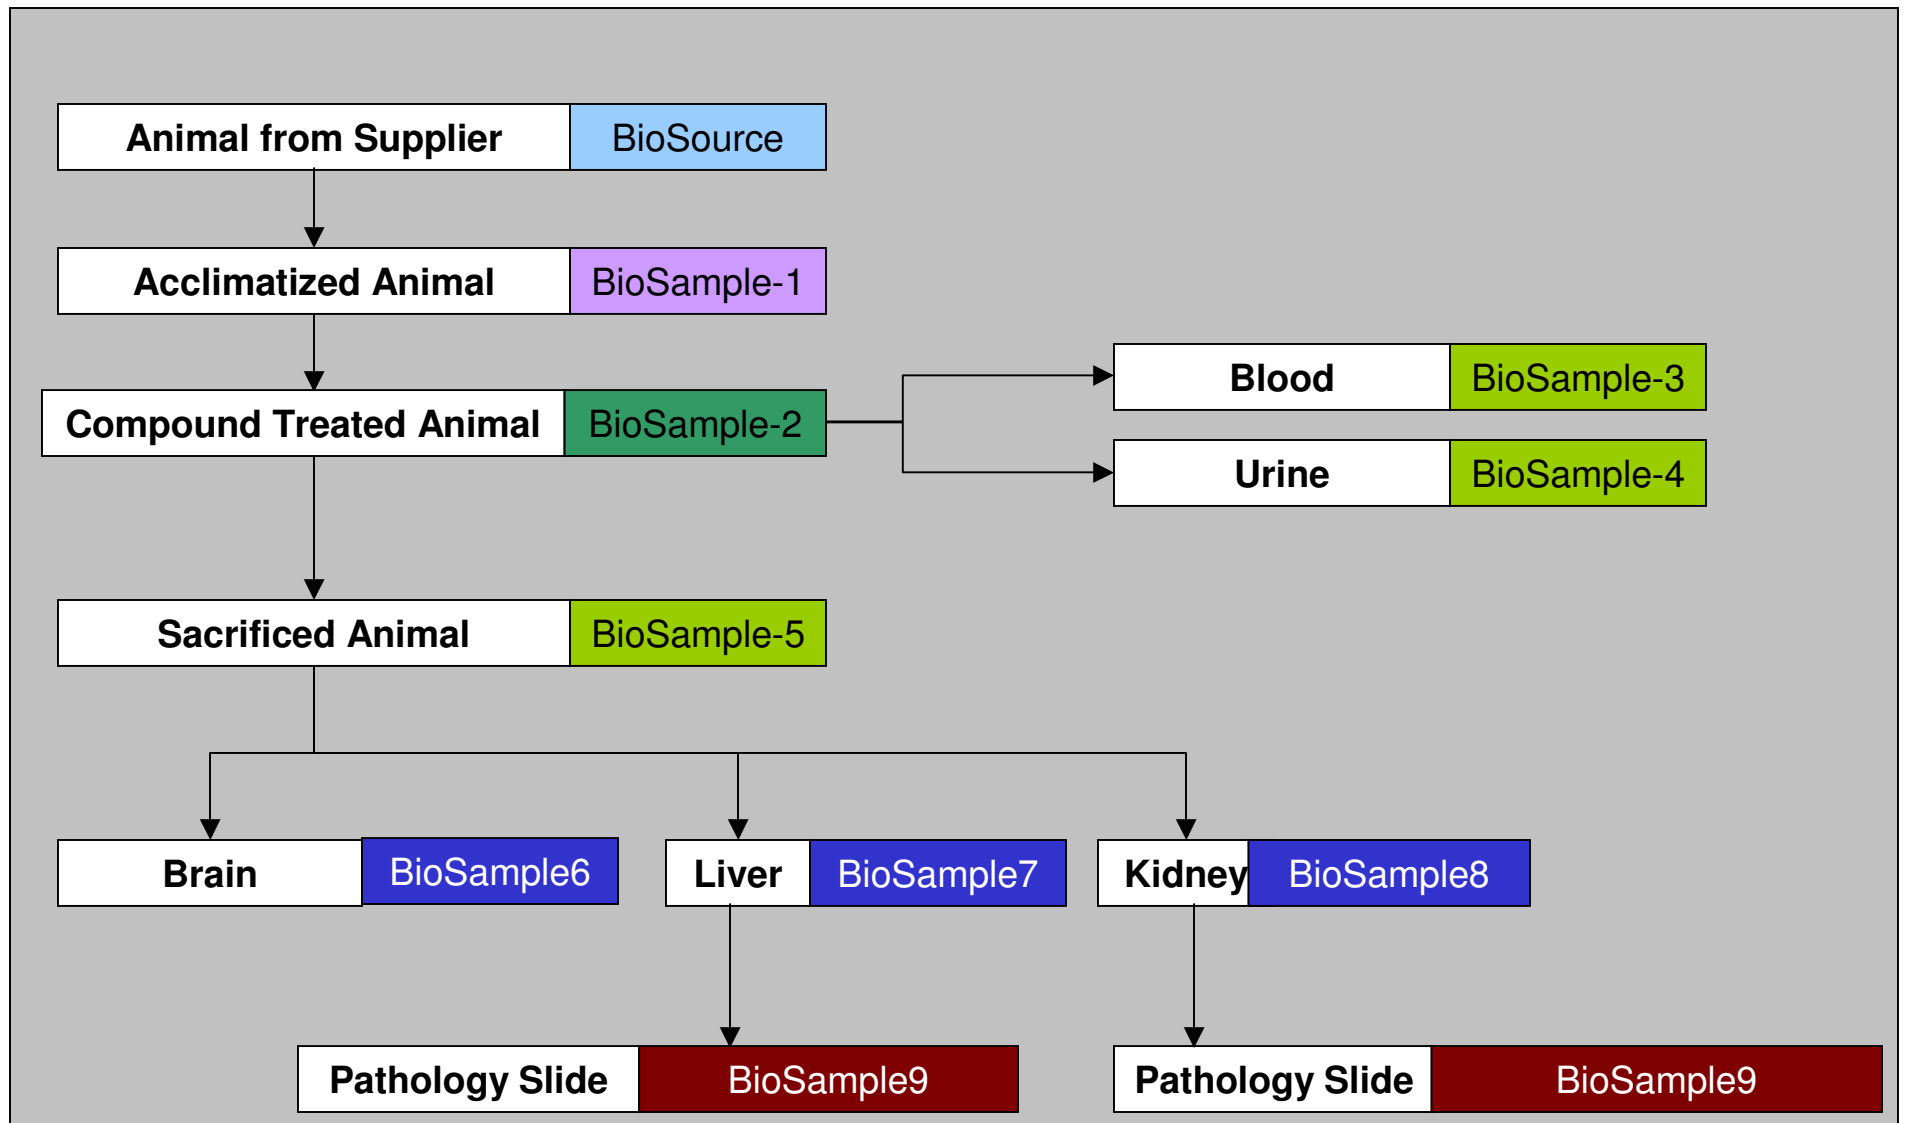 Animal from Supplier BioSource
Acclimatized Animal BioSample-1
Blood BioSample-3
Compound Treated Animal BioSample-2
Urine BioSample-4
Sacrificed Animal BioSample-5
Brain BioSample6 Liver BioSample7 Kidney BioSample8
Pathology Slide BioSample9 Pathology Slide BioSample9